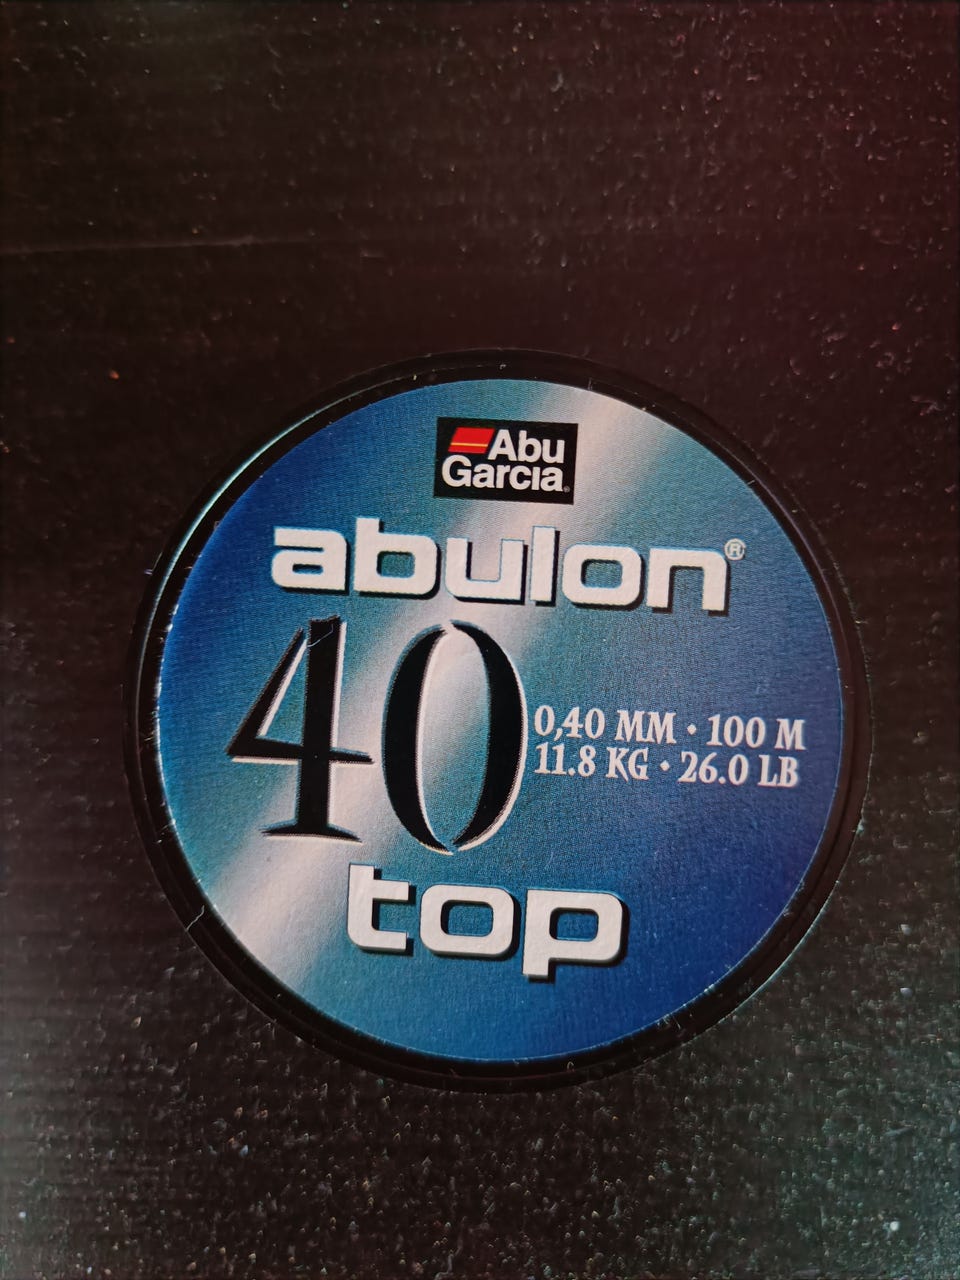 Abu
Garcia®
abulon®
40
0,40 MM • 100 M
11.8 KG • 26.0 LB
top